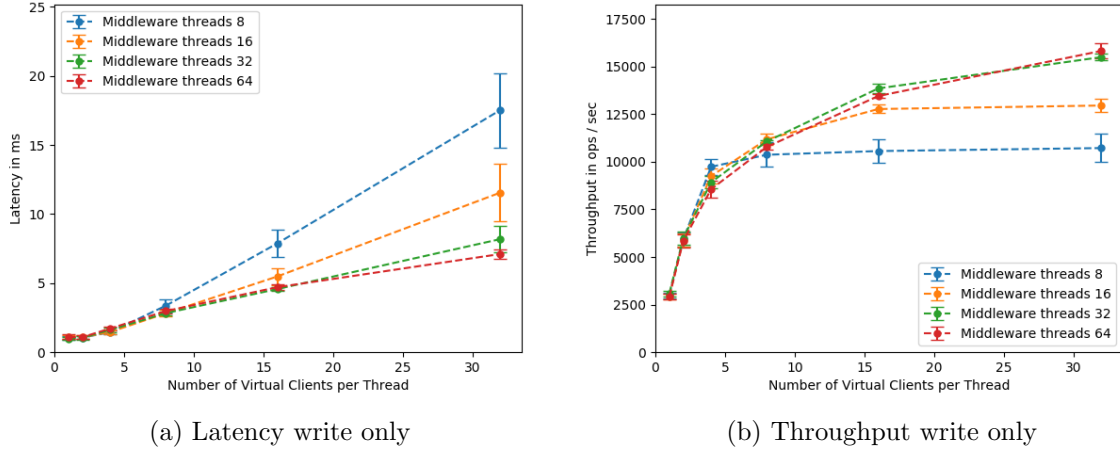 25
20
15
10
5
0
Latency in ms
Middleware threads 8
Middleware threads 16
Middleware threads 32
Middleware threads 64
0 5 10 15 20 25 30
Number of Virtual Clients per Thread
(a) Latency write only
17500
15000
12500
10000
7500
5000
2500
0
Throughput in ops / sec
Middleware threads 8
Middleware threads 16
Middleware threads 32
Middleware threads 64
0 5 10 15 20 25 30
Number of Virtual Clients per Thread
(b) Throughput write only